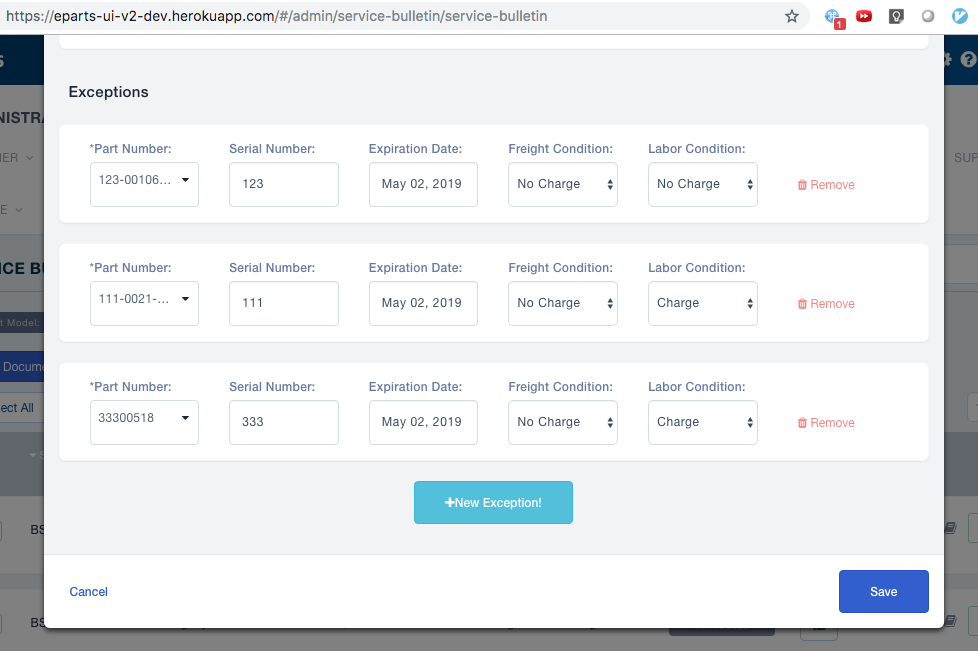 https://eparts-ui-v2-dev.herokuapp.com/#/admin/service-bulletin/service-bulletin
1
Exceptions
*Part Number: Serial Number: Expiration Date: Freight Condition: Labor Condition:
123-00106... 123 May 02, 2019 No Charge No Charge Remove
*Part Number: Serial Number: Expiration Date: Freight Condition: Labor Condition:
111-0021-... 111 May 02, 2019 No Charge Charge Remove
*Part Number: Serial Number: Expiration Date: Freight Condition: Labor Condition:
33300518 333 May 02, 2019 No Charge Charge Remove
+New Exception!
Cancel Save